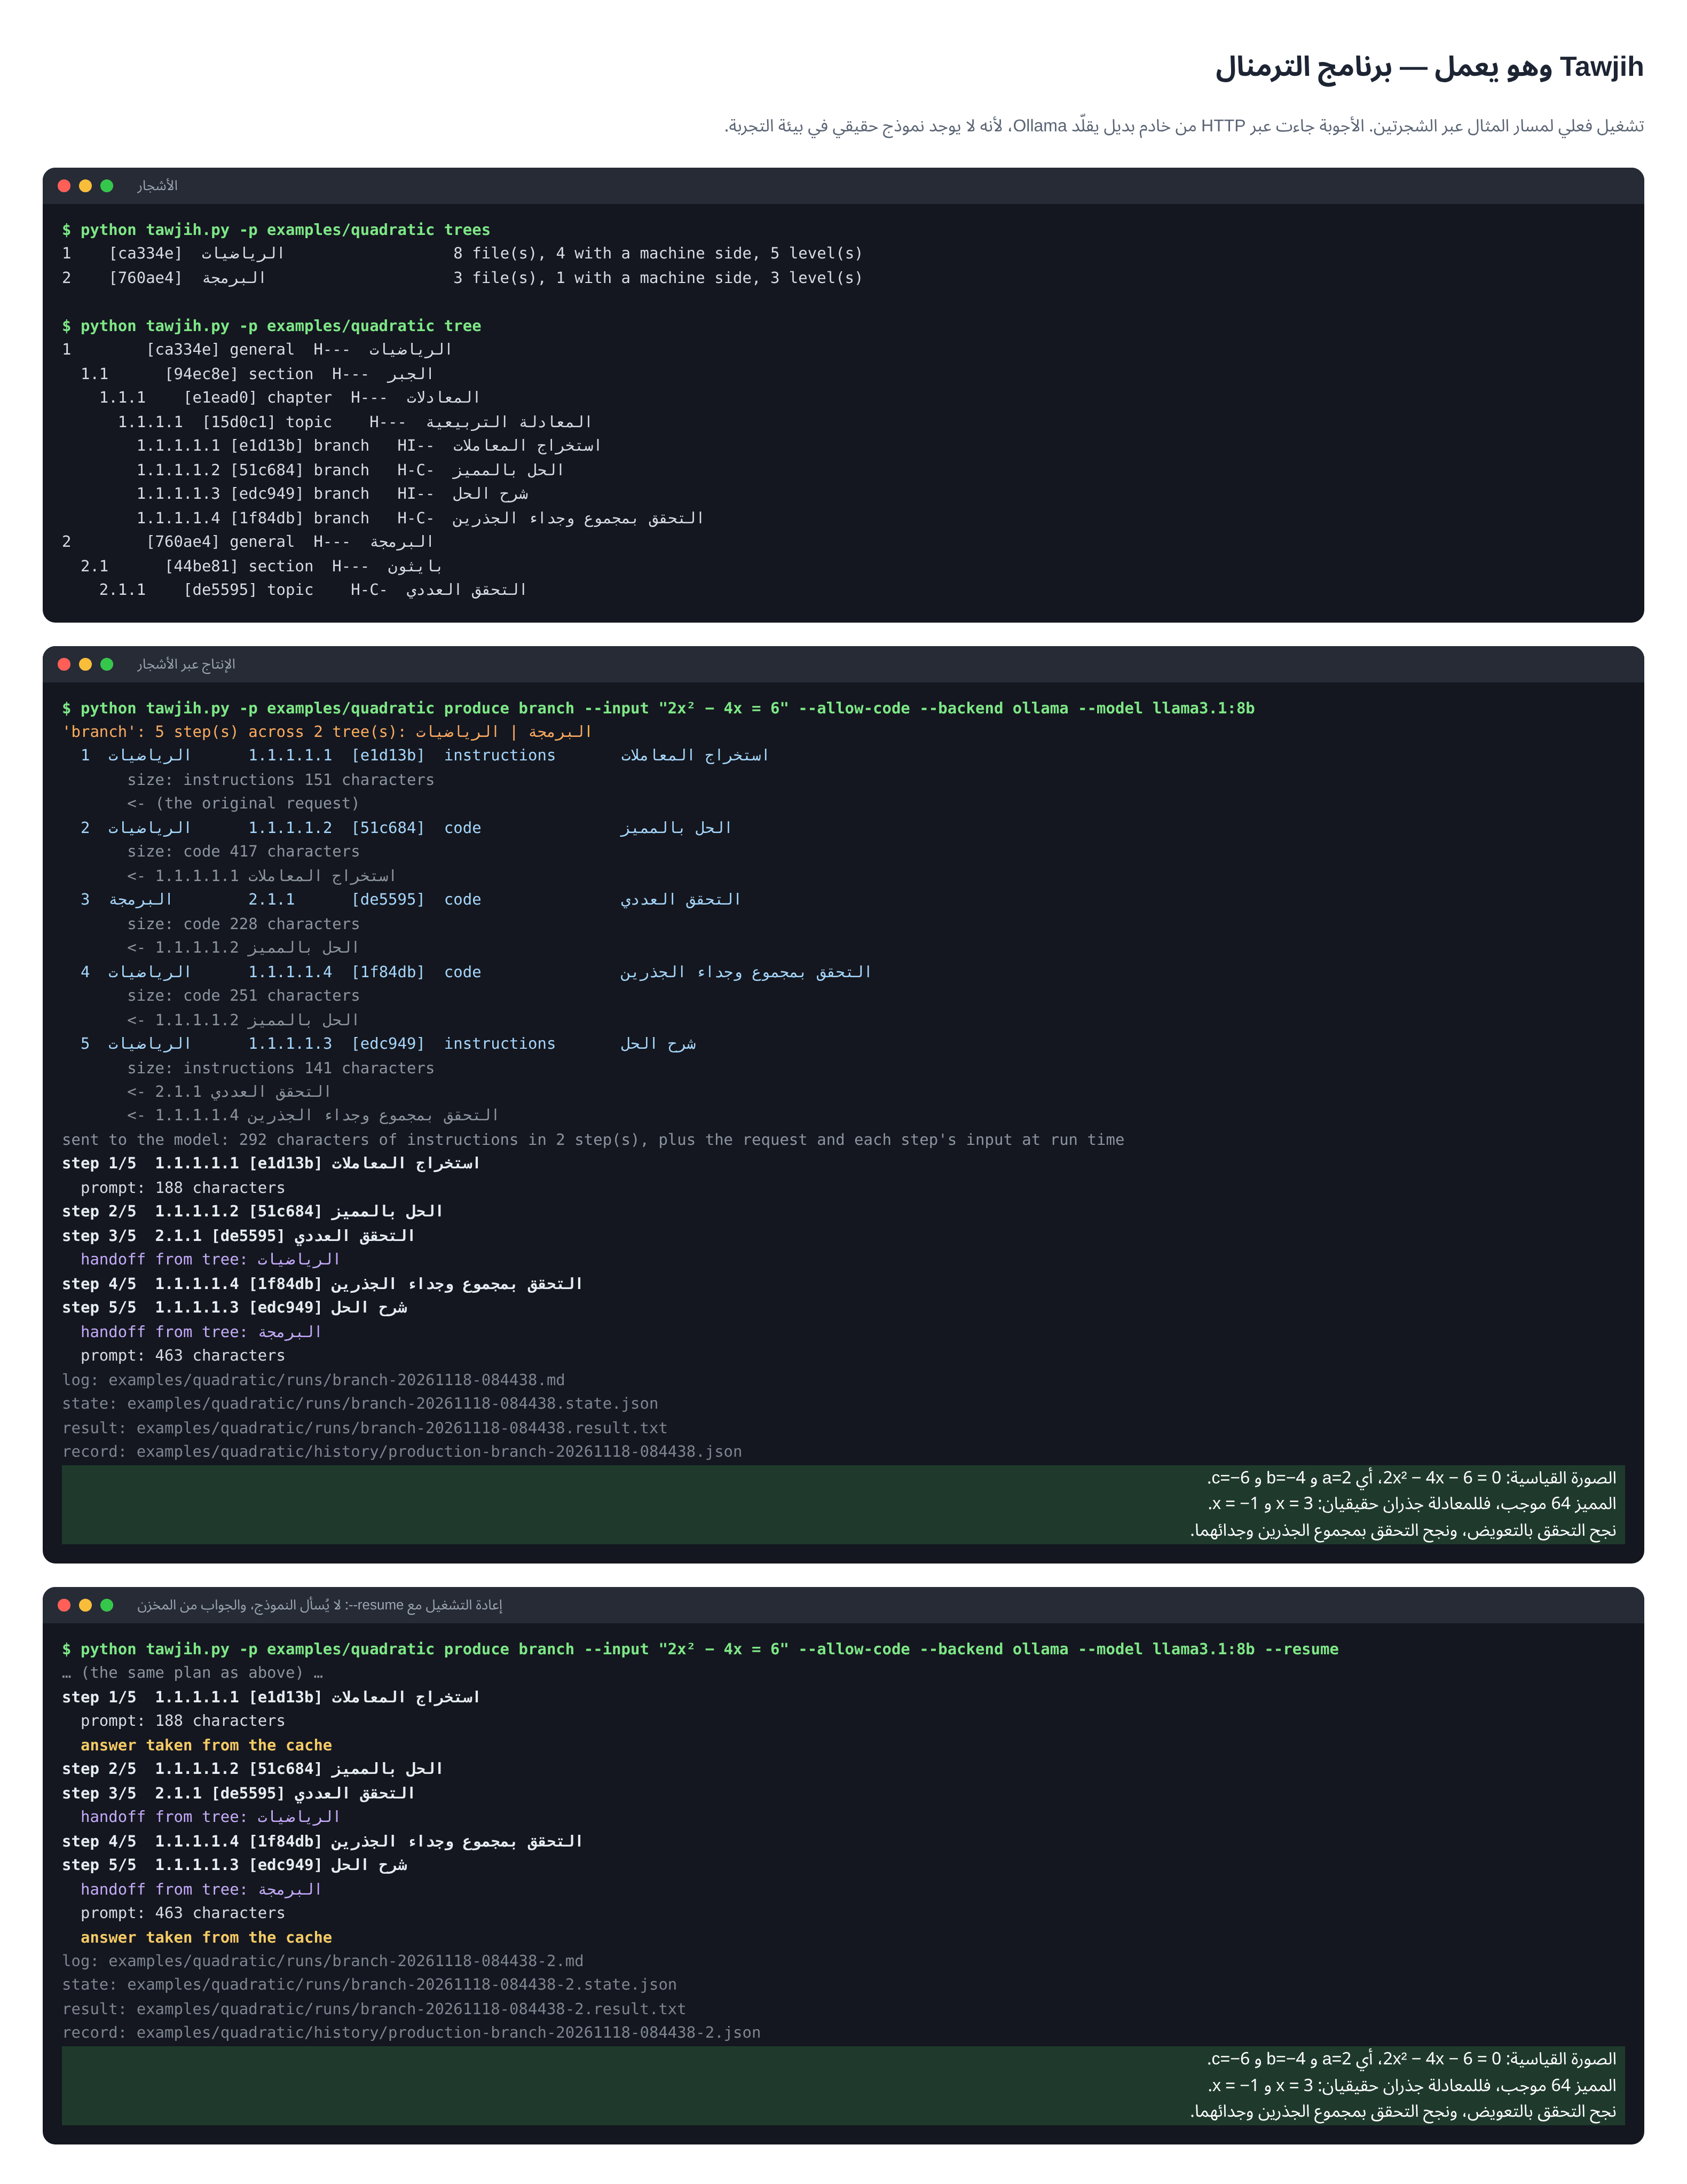 Tawjih وهو يعمل — برنامج الترمنال
تشغيل فعلي لمسار المثال عبر الشجرتين. الأجوبة جاءت عبر HTTP من خادم بديل يقلّد Ollama، لأنه لا يوجد نموذج حقيقي في بيئة التجربة.
الأشجار
$ python tawjih.py -p examples/quadratic trees
1    [ca334e]  الرياضيات                  8 file(s), 4 with a machine side, 5 level(s)
2    [760ae4]  البرمجة                    3 file(s), 1 with a machine side, 3 level(s)
$ python tawjih.py -p examples/quadratic tree
1        [ca334e] general  H---  الرياضيات
  1.1      [94ec8e] section  H---  الجبر
    1.1.1    [e1ead0] chapter  H---  المعادلات
      1.1.1.1  [15d0c1] topic    H---  المعادلة التربيعية
        1.1.1.1.1 [e1d13b] branch   HI--  استخراج المعاملات
        1.1.1.1.2 [51c684] branch   H-C-  الحل بالمميز
        1.1.1.1.3 [edc949] branch   HI--  شرح الحل
        1.1.1.1.4 [1f84db] branch   H-C-  التحقق بمجموع وجداء الجذرين
2        [760ae4] general  H---  البرمجة
  2.1      [44be81] section  H---  بايثون
    2.1.1    [de5595] topic    H-C-  التحقق العددي
الإنتاج عبر الأشجار
$ python tawjih.py -p examples/quadratic produce branch --input "2x² − 4x = 6" --allow-code --backend ollama --model llama3.1:8b
'branch': 5 step(s) across 2 tree(s): الرياضيات | البرمجة
  1  الرياضيات      1.1.1.1.1  [e1d13b]  instructions       استخراج المعاملات
       size: instructions 151 characters
       <- (the original request)
  2  الرياضيات      1.1.1.1.2  [51c684]  code               الحل بالمميز
       size: code 417 characters
       <- 1.1.1.1.1 استخراج المعاملات
  3  البرمجة        2.1.1      [de5595]  code               التحقق العددي
       size: code 228 characters
       <- 1.1.1.1.2 الحل بالمميز
  4  الرياضيات      1.1.1.1.4  [1f84db]  code               التحقق بمجموع وجداء الجذرين
       size: code 251 characters
       <- 1.1.1.1.2 الحل بالمميز
  5  الرياضيات      1.1.1.1.3  [edc949]  instructions       شرح الحل
       size: instructions 141 characters
       <- 2.1.1 التحقق العددي
       <- 1.1.1.1.4 التحقق بمجموع وجداء الجذرين
sent to the model: 292 characters of instructions in 2 step(s), plus the request and each step's input at run time
step 1/5  1.1.1.1.1 [e1d13b] استخراج المعاملات
  prompt: 188 characters
step 2/5  1.1.1.1.2 [51c684] الحل بالمميز
step 3/5  2.1.1 [de5595] التحقق العددي
  handoff from tree: الرياضيات
step 4/5  1.1.1.1.4 [1f84db] التحقق بمجموع وجداء الجذرين
step 5/5  1.1.1.1.3 [edc949] شرح الحل
  handoff from tree: البرمجة
  prompt: 463 characters
log: examples/quadratic/runs/branch-20261118-084438.md
state: examples/quadratic/runs/branch-20261118-084438.state.json
result: examples/quadratic/runs/branch-20261118-084438.result.txt
record: examples/quadratic/history/production-branch-20261118-084438.json
الصورة القياسية: 2x² − 4x − 6 = 0، أي a=2 و b=−4 و c=−6.
المميز 64 موجب، فللمعادلة جذران حقيقيان: x = 3 و x = −1.
نجح التحقق بالتعويض، ونجح التحقق بمجموع الجذرين وجدائهما.
إعادة التشغيل مع resume--: لا يُسأل النموذج، والجواب من المخزن
$ python tawjih.py -p examples/quadratic produce branch --input "2x² − 4x = 6" --allow-code --backend ollama --model llama3.1:8b --resume
… (the same plan as above) …
step 1/5  1.1.1.1.1 [e1d13b] استخراج المعاملات
  prompt: 188 characters
  answer taken from the cache
step 2/5  1.1.1.1.2 [51c684] الحل بالمميز
step 3/5  2.1.1 [de5595] التحقق العددي
  handoff from tree: الرياضيات
step 4/5  1.1.1.1.4 [1f84db] التحقق بمجموع وجداء الجذرين
step 5/5  1.1.1.1.3 [edc949] شرح الحل
  handoff from tree: البرمجة
  prompt: 463 characters
  answer taken from the cache
log: examples/quadratic/runs/branch-20261118-084438-2.md
state: examples/quadratic/runs/branch-20261118-084438-2.state.json
result: examples/quadratic/runs/branch-20261118-084438-2.result.txt
record: examples/quadratic/history/production-branch-20261118-084438-2.json
الصورة القياسية: 2x² − 4x − 6 = 0، أي a=2 و b=−4 و c=−6.
المميز 64 موجب، فللمعادلة جذران حقيقيان: x = 3 و x = −1.
نجح التحقق بالتعويض، ونجح التحقق بمجموع الجذرين وجدائهما.